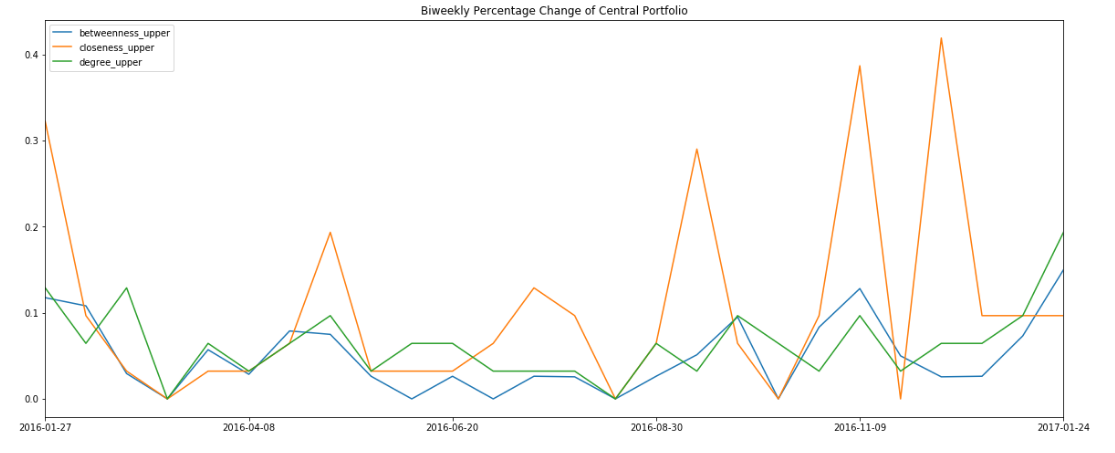 Biweekly Percentage Change of Central Portfolio
betweenness_upper
closeness_upper
degree_upper
0.4
0.3
0.2
0.1
0.0
2016-01-27 2016-04-08 2016-06-20 2016-08-30 2016-11-09 2017-01-24